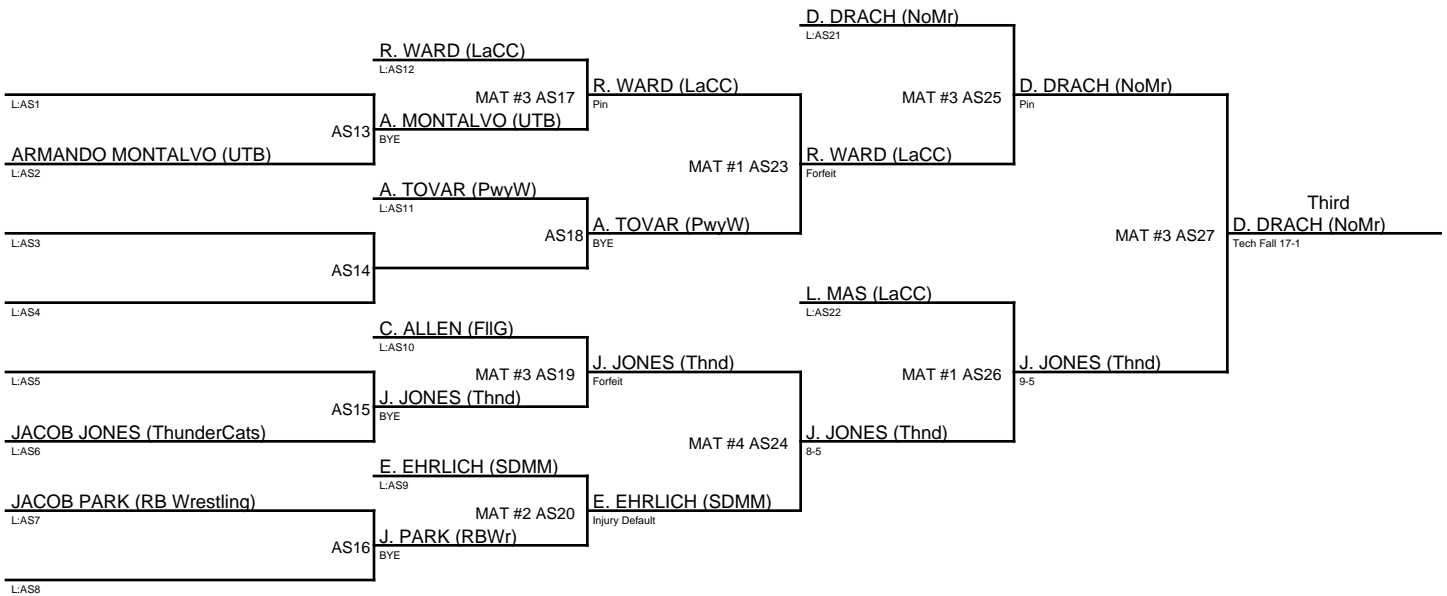 D. DRACH (NoMr)
L:AS21
R. WARD (LaCC)
L:AS12
R. WARD (LaCC)
Pin
MAT #3 AS17
MAT #3 AS25
D. DRACH (NoMr)
Pin
L:AS1
A. MONTALVO (UTB)
BYE
AS13
ARMANDO MONTALVO (UTB)
L:AS2
MAT #1 AS23
R. WARD (LaCC)
Forfeit
A. TOVAR (PwyW)
L:AS11
Third
L:AS3
AS18
A. TOVAR (PwyW)
BYE
MAT #3 AS27
D. DRACH (NoMr)
Tech Fall 17-1
AS14
L:AS4
L. MAS (LaCC)
L:AS22
C. ALLEN (FllG)
L:AS10
L:AS5
MAT #3 AS19
J. JONES (Thnd)
Forfeit
MAT #1 AS26
J. JONES (Thnd)
9-5
AS15
J. JONES (Thnd)
BYE
JACOB JONES (ThunderCats)
L:AS6
MAT #4 AS24
J. JONES (Thnd)
8-5
E. EHRLICH (SDMM)
L:AS9
JACOB PARK (RB Wrestling)
L:AS7
MAT #2 AS20
E. EHRLICH (SDMM)
Injury Default
AS16
J. PARK (RBWr)
BYE
L:AS8